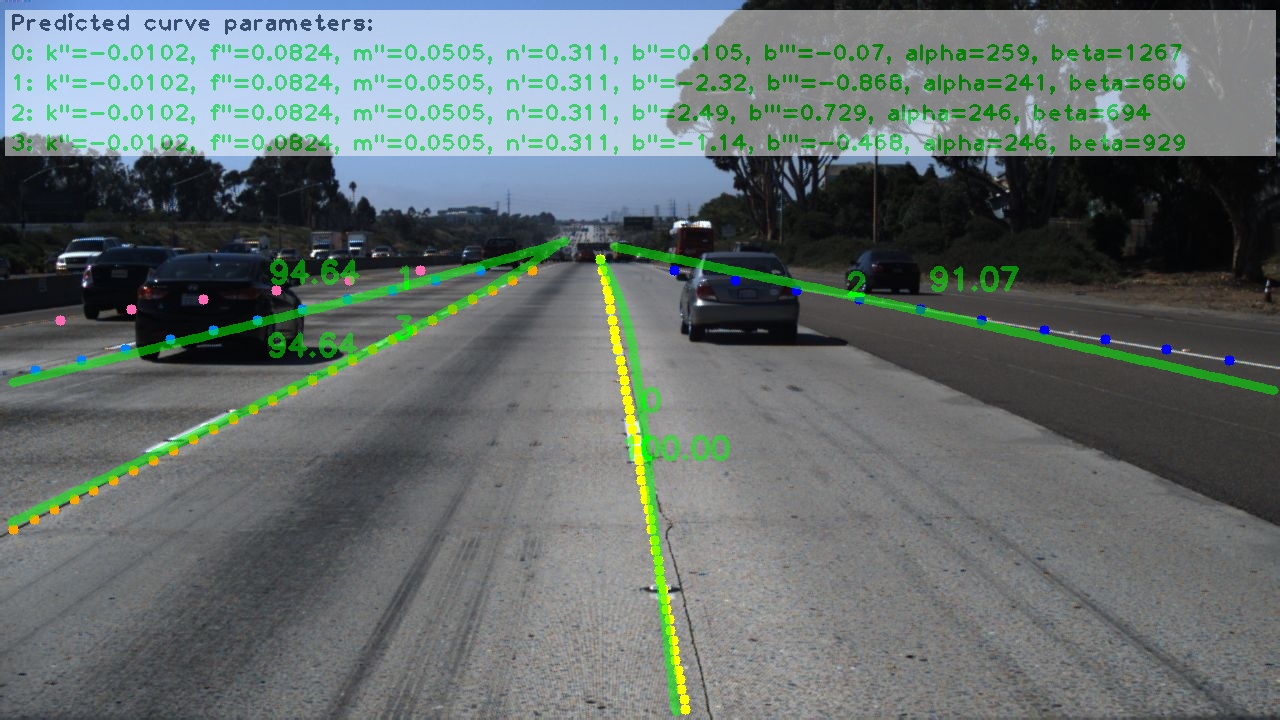 Predicted curve parameters:
0: k''=-0.0102, f''=0.0824, m''=0.0505, n'=0.311, b''=0.105, b'''=-0.07, alpha=259, beta=1267
1: k''=-0.0102, f''=0.0824, m''=0.0505, n'=0.311, b''=-2.32, b'''=-0.868, alpha=241, beta=680
2: k''=-0.0102, f''=0.0824, m''=0.0505, n'=0.311, b''=2.49, b'''=0.729, alpha=246, beta=694
3: k''=-0.0102, f''=0.0824, m''=0.0505, n'=0.311, b''=-1.14, b'''=-0.468, alpha=246, beta=929
94.64 1
2 91.07
3
94.64
0
100.00